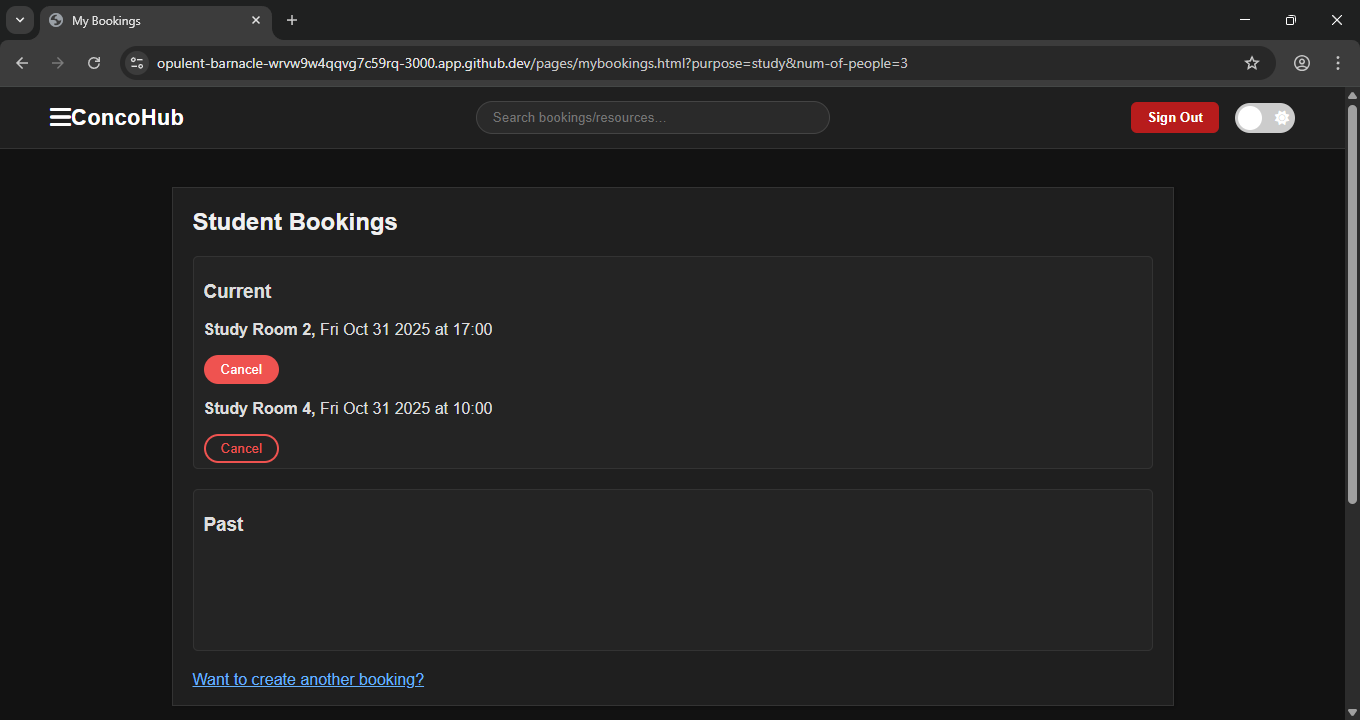 My Bookings
opulent-barnacle-wrvw9w4qqvg7c59rq-3000.app.github.dev/pages/mybookings.html?purpose=study&num-of-people=3
ConcoHub
Search bookings/resources...
Sign Out
Student Bookings
Current
Study Room 2, Fri Oct 31 2025 at 17:00
Cancel
Study Room 4, Fri Oct 31 2025 at 10:00
Cancel
Past
Want to create another booking?